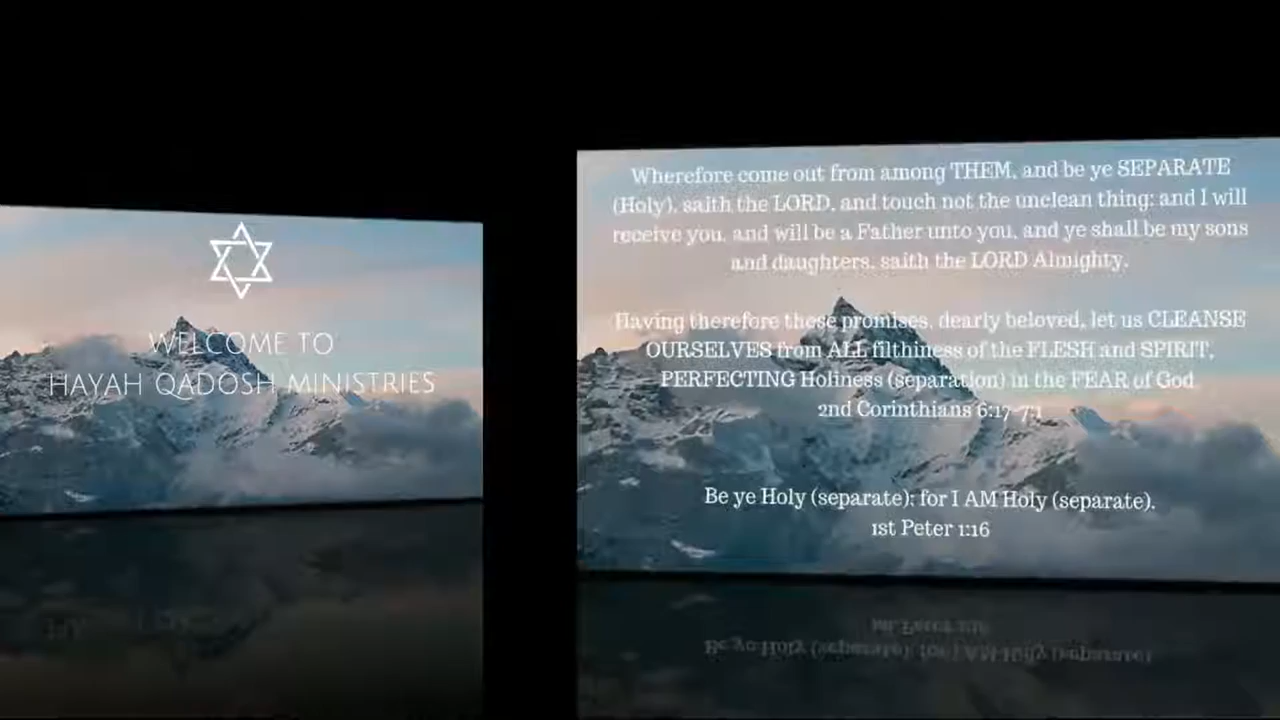 WELCOME TO
HAYAH QADOSH MINISTRIES
Wherefore come out from among THEM, and be ye SEPARATE
(Holy), saith the LORD, and touch not the unclean thing; and I will
receive you, and will be a Father unto you, and ye shall be my sons
and daughters, saith the LORD Almighty.
Having therefore these promises, dearly beloved, let us CLEANSE
OURSELVES from ALL filthiness of the FLESH and SPIRIT,
PERFECTING Holiness (separation) in the FEAR of God
2nd Corinthians 6:17-7:1
Be ye Holy (separate); for I AM Holy (separate).
1st Peter 1:16